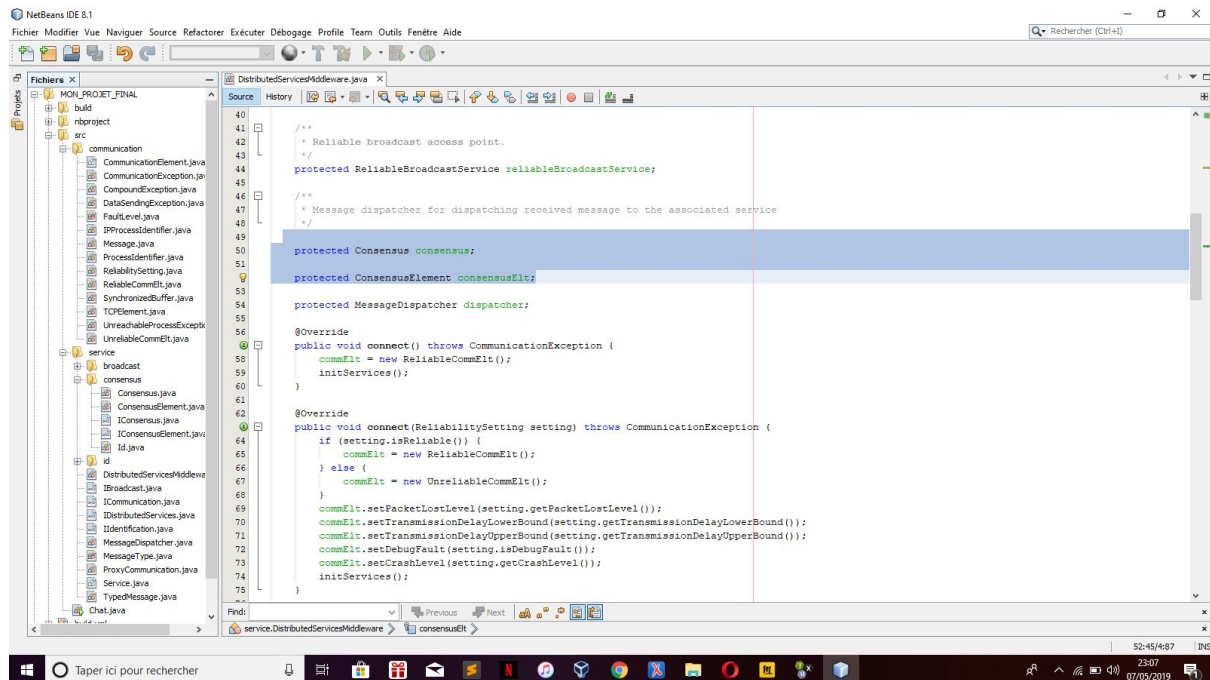 NetBeans IDE 8.1
Fichier Modifier Vue Naviguer Source Refactorer Exécuter Débogage Profile Team Outils Fenêtre Aide
Rechercher (Ctrl+I)
Projets
Fichiers
MON_PROJET_FINAL
build
nbproject
src
communication
CommunicationElement.java
CommunicationException.jav
CompoundException.java
DataSendingException.java
FaultLevel.java
IPProcessIdentifier.java
Message.java
ProcessIdentifier.java
ReliabilitySetting.java
ReliableCommElt.java
SynchronizedBuffer.java
TCPElement.java
UnreachableProcessExceptio
UnreliableCommElt.java
service
broadcast
consensus
Consensus.java
ConsensusElement.java
IConsensus.java
IConsensusElement.java
Id.java
id
DistributedServicesMiddlewa
IBroadcast.java
ICommunication.java
IDistributedServices.java
IIdentification.java
MessageDispatcher.java
MessageType.java
ProxyCommunication.java
Service.java
TypedMessage.java
Chat.java
DistributedServicesMiddleware.java
Source History
40
41 /**
42 * Reliable broadcast access point.
43 */
44 protected ReliableBroadcastService reliableBroadcastService;
45
46 /**
47 * Message dispatcher for dispatching received message to the associated service
48 */
49
50 protected Consensus consensus;
51
protected ConsensusElement consensusElt;
53
54 protected MessageDispatcher dispatcher;
55
56 @Override
public void connect() throws CommunicationException {
58 commElt = new ReliableCommElt();
59 initServices();
60 }
61
62 @Override
public void connect(ReliabilitySetting setting) throws CommunicationException {
64 if (setting.isReliable()) {
65 commElt = new ReliableCommElt();
66 } else {
67 commElt = new UnreliableCommElt();
68 }
69 commElt.setPacketLostLevel(setting.getPacketLostLevel());
70 commElt.setTransmissionDelayLowerBound(setting.getTransmissionDelayLowerBound());
71 commElt.setTransmissionDelayUpperBound(setting.getTransmissionDelayUpperBound());
72 commElt.setDebugFault(setting.isDebugFault());
73 commElt.setCrashLevel(setting.getCrashLevel());
74 initServices();
75 }
Find: Previous Next
service.DistributedServicesMiddleware consensusElt
52:45/4:87 INS
Taper ici pour rechercher
23:07
07/05/2019